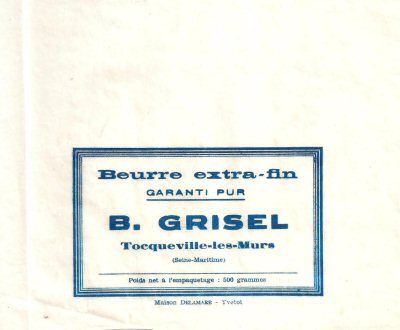 Beurre extra-fin
GARANTI PUR
B. GRISEL
Tocqueville-les-Murs
(Seine-Maritime)
Poids net à l'empaquetage : 500 grammes
Maison DELAMARE - Yvetot